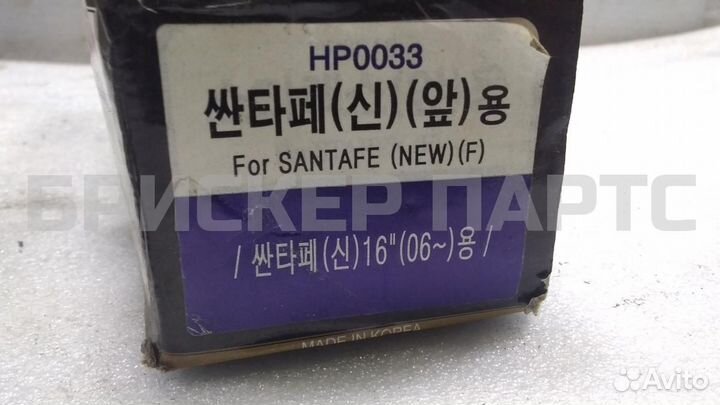 HP0033
싼타페(신)(앞)용
For SANTAFE (NEW)(F)
БРИСКЕР ПАРТС
/ 싼타페(신)16"(06~)용 /
MADE IN KOREA
Avito